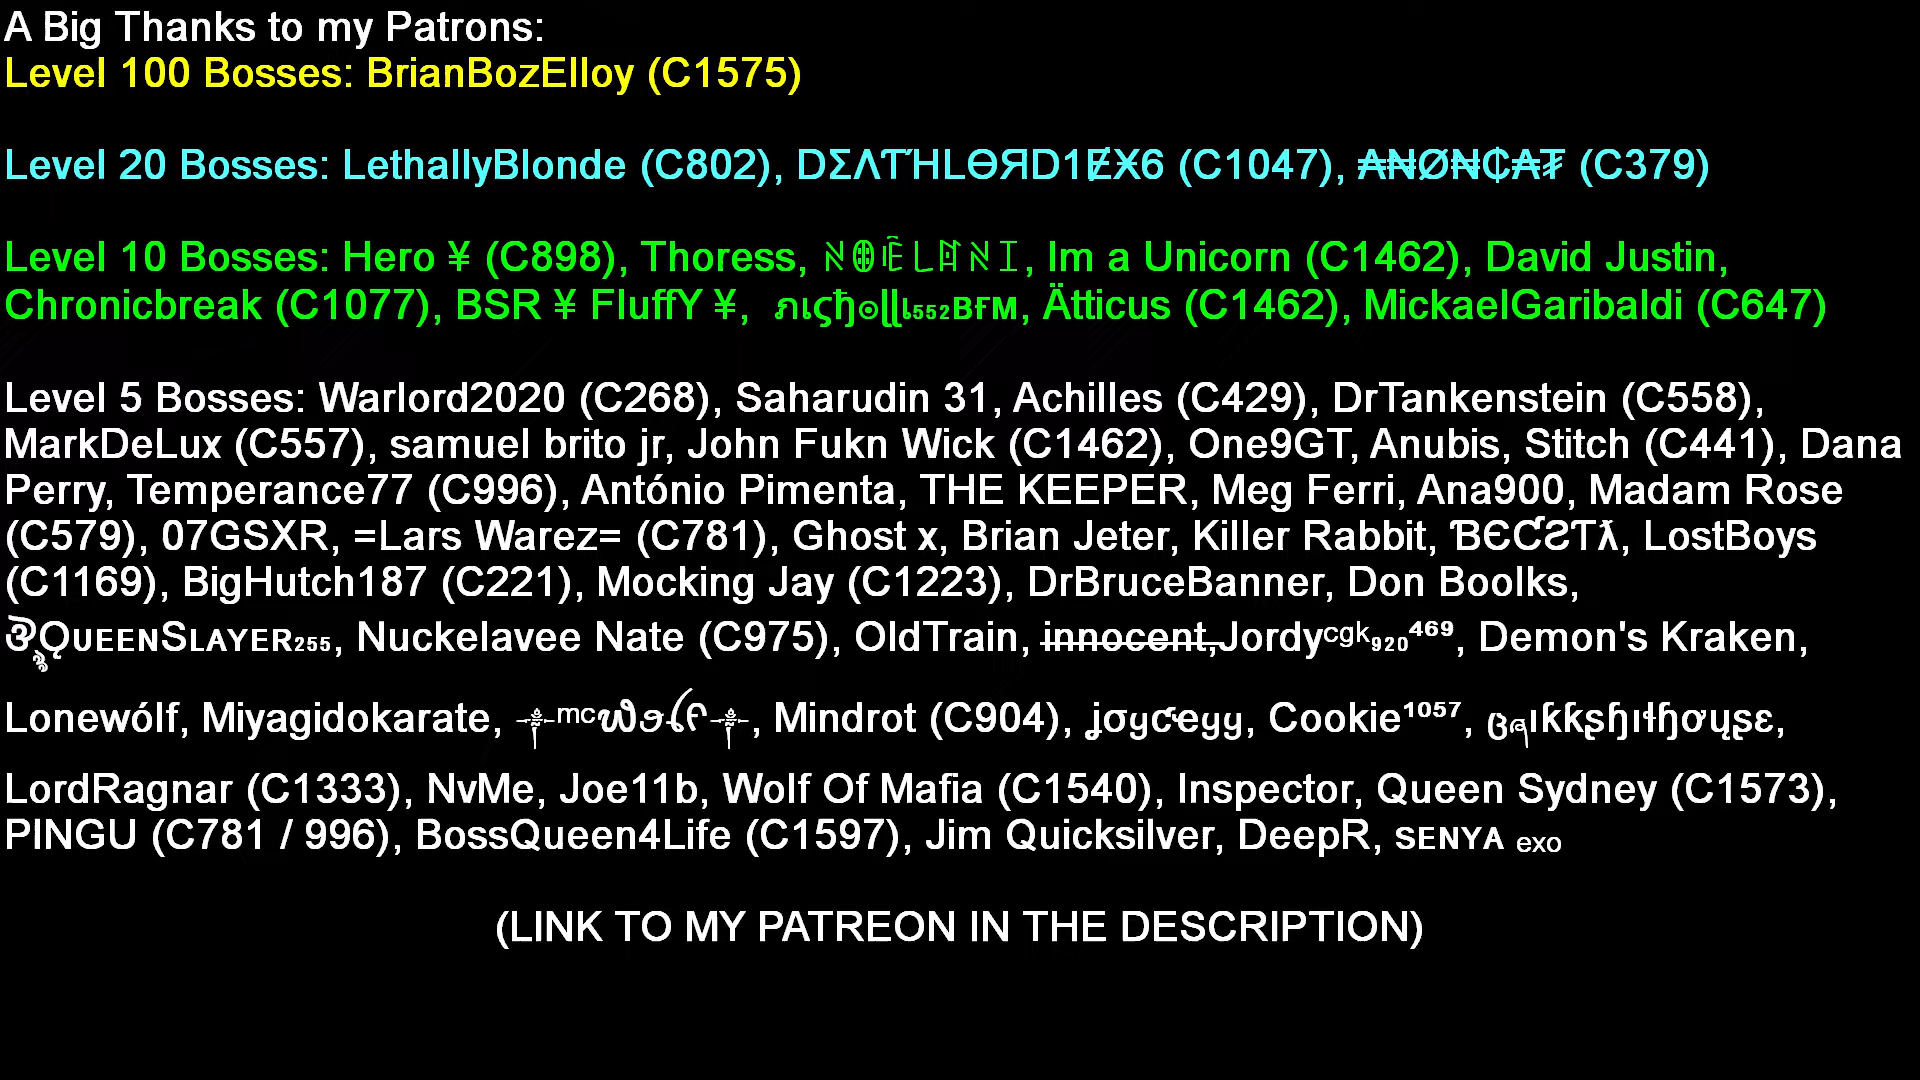 A Big Thanks to my Patrons:
Level 100 Bosses: BrianBozElloy (C1575)
Level 20 Bosses: LethallyBlonde (C802), DΣΛƬΉLӨЯD1ɆӾ6 (C1047), ₳₦Ø₦₵₳₮ (C379)
Level 10 Bosses: Hero ¥ (C898), Thoress, Im a Unicorn (C1462), David Justin,
Chronicbreak (C1077), BSR ¥ FluffY ¥, Ätticus (C1462), MickaelGaribaldi (C647)
Level 5 Bosses: Warlord2020 (C268), Saharudin 31, Achilles (C429), DrTankenstein (C558),
MarkDeLux (C557), samuel brito jr, John Fukn Wick (C1462), One9GT, Anubis, Stitch (C441), Dana
Perry, Temperance77 (C996), António Pimenta, THE KEEPER, Meg Ferri, Ana900, Madam Rose
(C579), 07GSXR, =Lars Warez= (C781), Ghost x, Brian Jeter, Killer Rabbit, ƁЄƇƧƬƛ, LostBoys
(C1169), BigHutch187 (C221), Mocking Jay (C1223), DrBruceBanner, Don Boolks,
QᴜᴇᴇɴSʟᴀʏᴇʀ₂₅₅, Nuckelavee Nate (C975), OldTrain, i̶n̶n̶o̶c̶e̶n̶t̶,̶Jordyᶜᵍᵏ₉₂₀⁴⁶⁹, Demon's Kraken,
Lonewólf, Miyagidokarate, Mindrot (C904), ʝσყƈҽყყ, Cookie¹⁰⁵⁷,
LordRagnar (C1333), NvMe, Joe11b, Wolf Of Mafia (C1540), Inspector, Queen Sydney (C1573),
PINGU (C781 / 996), BossQueen4Life (C1597), Jim Quicksilver, DeepR, sᴇɴʏᴀ ₑₓₒ
(LINK TO MY PATREON IN THE DESCRIPTION)